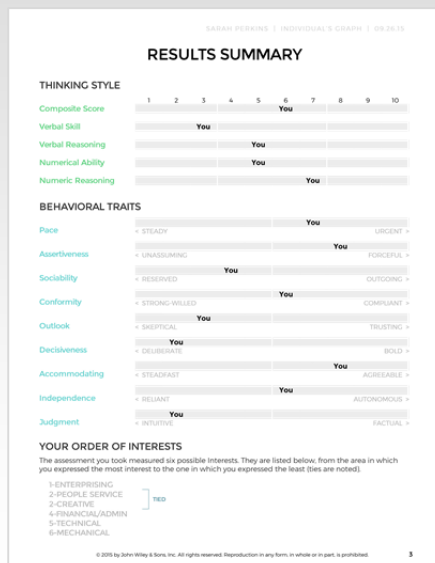 SARAH PERKINS | INDIVIDUAL'S GRAPH | 09.20.15
RESULTS SUMMARY
THINKING STYLE
1 2 3 4 5 6 7 8 9 10
Composite Score You
Verbal Skill You
Verbal Reasoning You
Numerical Ability You
Numeric Reasoning You
BEHAVIORAL TRAITS
You
Pace < STEADY URGENT >
You
Assertiveness < UNASSUMING FORCEFUL >
You
Sociability < RESERVED OUTGOING >
You
Conformity < STRONG-WILLED COMPLIANT >
You
Outlook < SKEPTICAL TRUSTING >
You
Decisiveness < DELIBERATE BOLD >
You
Accommodating < STEADFAST AGREEABLE >
You
Independence < RELIANT AUTONOMOUS >
You
Judgment < INTUITIVE FACTUAL >
YOUR ORDER OF INTERESTS
The assessment you took measured six possible Interests. They are listed below, from the area in which
you expressed the most interest to the one in which you expressed the least (ties are noted).
1-ENTERPRISING
2-PEOPLE SERVICE
2-CREATIVE
TIED
4-FINANCIAL/ADMIN
5-TECHNICAL
6-MECHANICAL
© 2015 by John Wiley & Sons, Inc. All rights reserved. Reproduction in any form, in whole or in part, is prohibited. 3